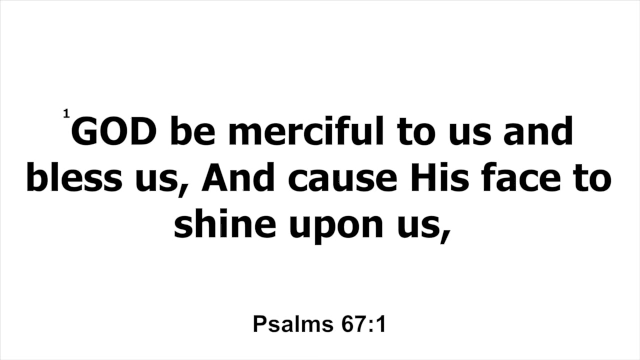 1GOD be merciful to us and
bless us, And cause His face to
shine upon us,
Psalms 67:1